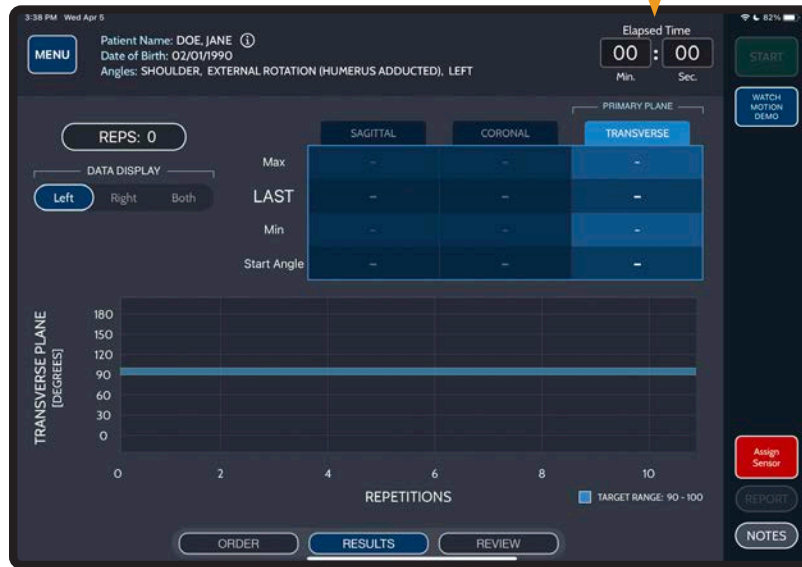 3:38 PM Wed Apr 5
82%
MENU
Patient Name: DOE, JANE
Date of Birth: 02/01/1990
Angles: SHOULDER, EXTERNAL ROTATION (HUMERUS ADDUCTED), LEFT
Elapsed Time
00 : 00
Min. Sec.
START
WATCH
MOTION
DEMO
REPS: 0
DATA DISPLAY
Left Right Both
PRIMARY PLANE
SAGITTAL CORONAL TRANSVERSE
Max - - -
LAST - - -
Min - - -
Start Angle - - -
TRANSVERSE PLANE
[DEGREES]
180
150
120
90
60
30
0
0 2 4 6 8 10
REPETITIONS
TARGET RANGE: 90 - 100
Assign
Sensor
REPORT
NOTES
ORDER RESULTS REVIEW